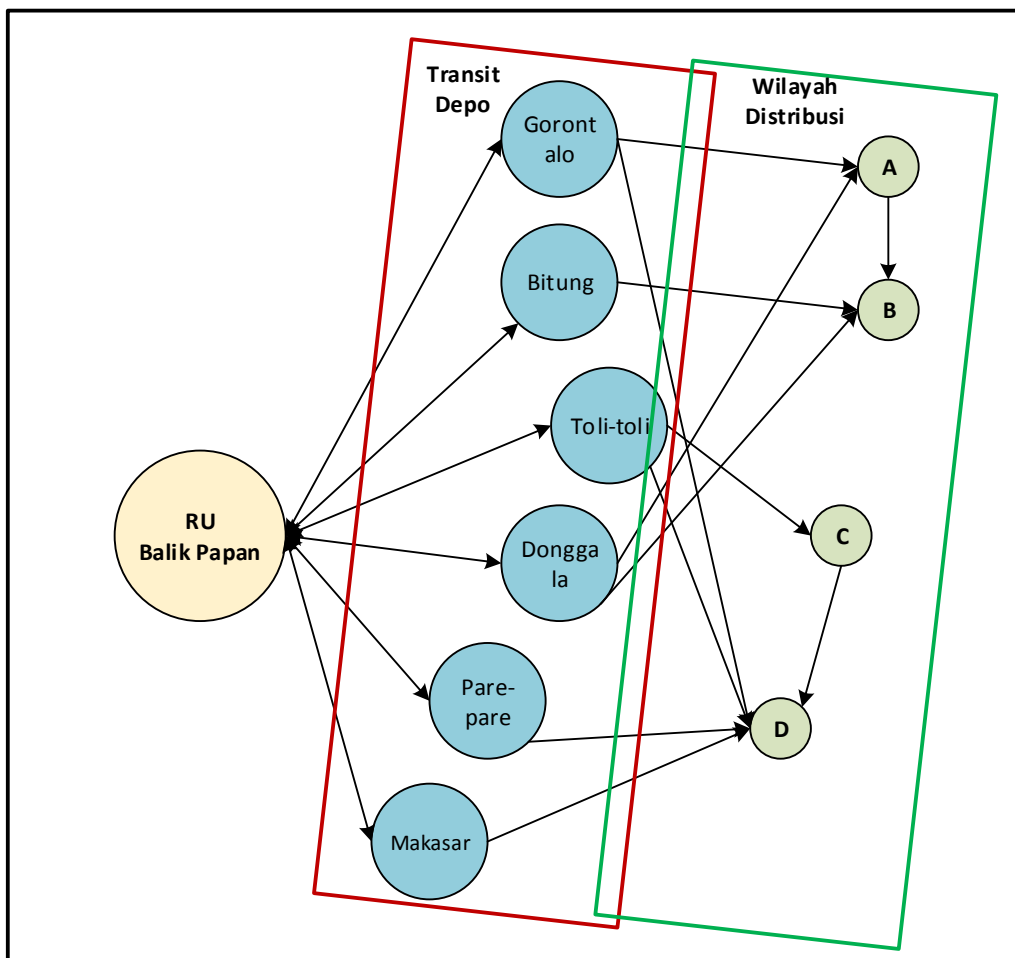 Transit
Depo
Wilayah
Distribusi
Goront
alo
A
Bitung
B
Toli-toli
RU
Balik Papan
Dongga
la
C
Pare-
pare
D
Makasar